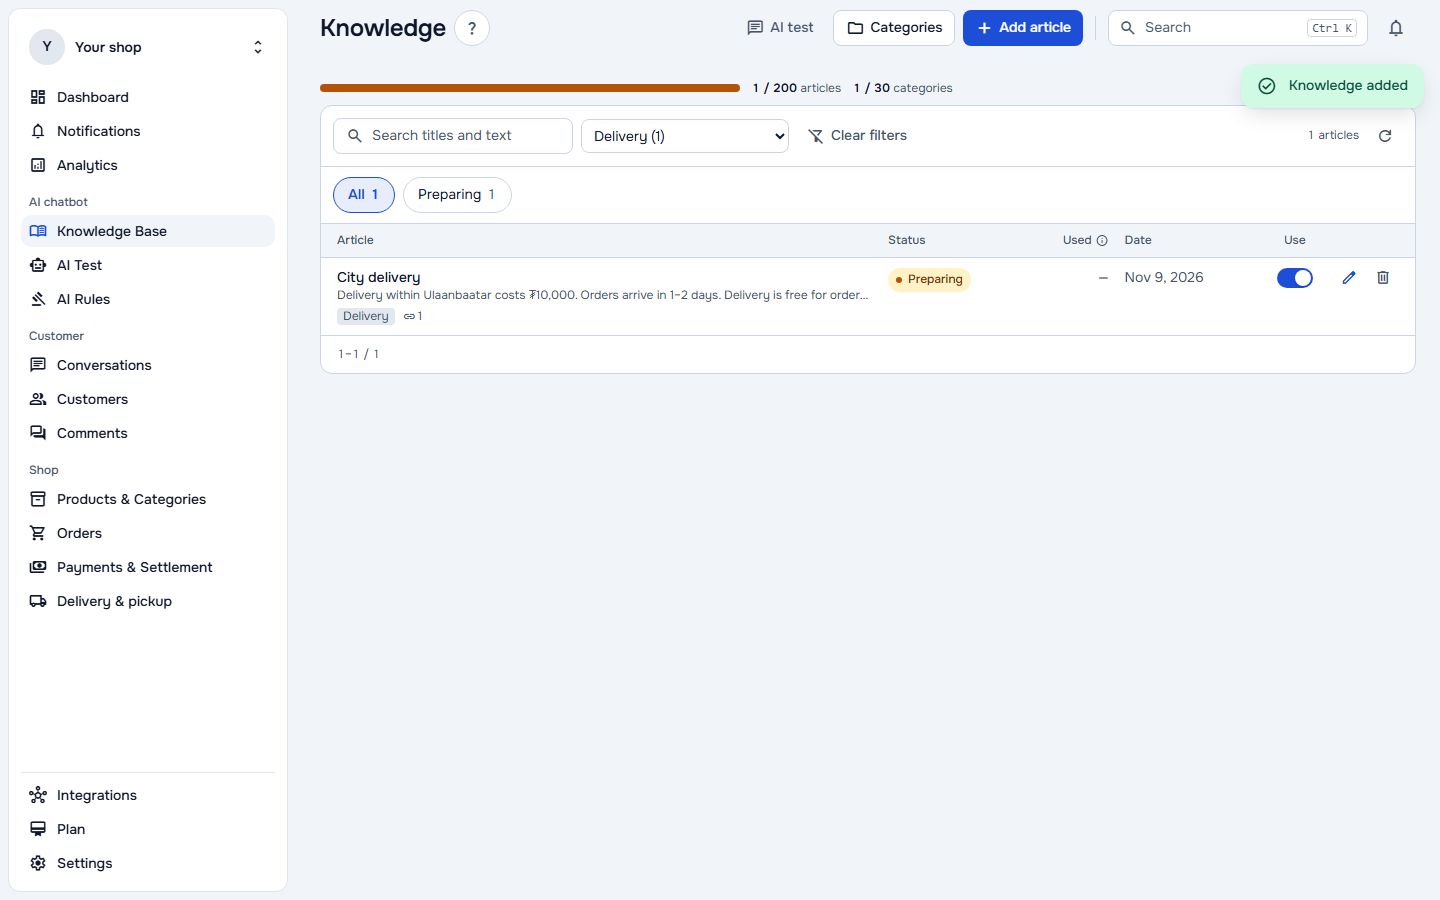 Y Your shop
Dashboard
Notifications
Analytics
AI chatbot
Knowledge Base
AI Test
AI Rules
Customer
Conversations
Customers
Comments
Shop
Products & Categories
Orders
Payments & Settlement
Delivery & pickup
Integrations
Plan
Settings
Knowledge ? AI test Categories + Add article Search Ctrl K
1 / 200 articles 1 / 30 categories
Knowledge added
Search titles and text Delivery (1) Clear filters 1 articles
All 1 Preparing 1
Article Status Used Date Use
City delivery Preparing – Nov 9, 2026
Delivery within Ulaanbaatar costs ₮10,000. Orders arrive in 1–2 days. Delivery is free for order...
Delivery 1
1–1 / 1